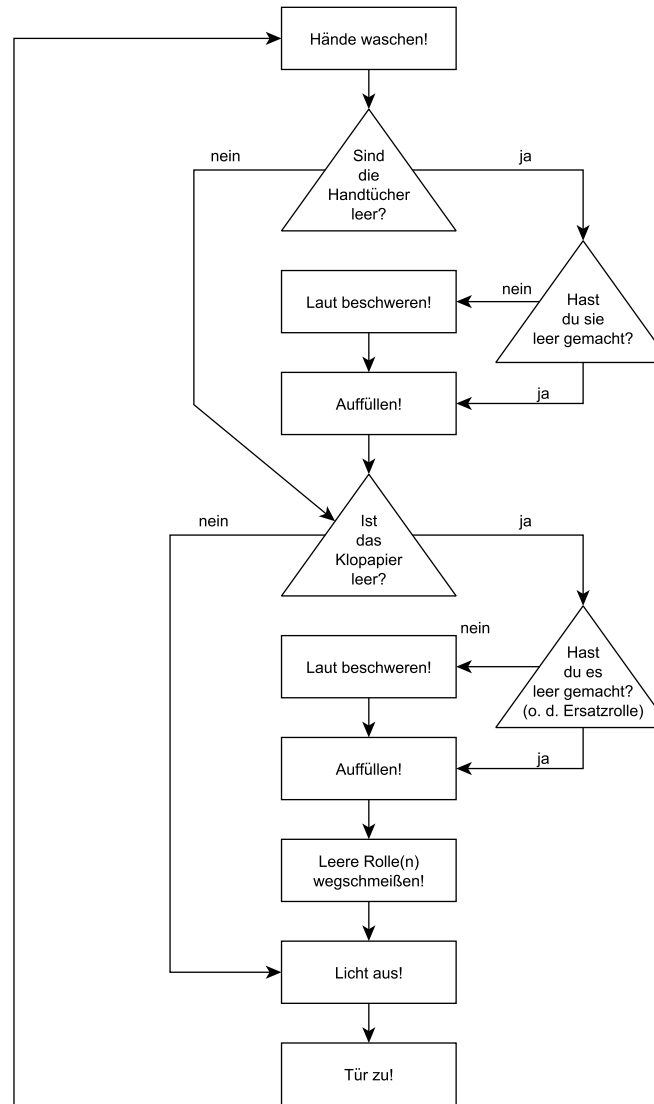 Hände waschen!
nein
ja
Sind
die
Handtücher
leer?
Laut beschweren!
nein
Hast
du sie
leer gemacht?
Auffüllen!
ja
nein
ja
Ist
das
Klopapier
leer?
nein
Laut beschweren!
Hast
du es
leer gemacht?
(o. d. Ersatzrolle)
Auffüllen!
ja
Leere Rolle(n)
wegschmeißen!
Licht aus!
Tür zu!